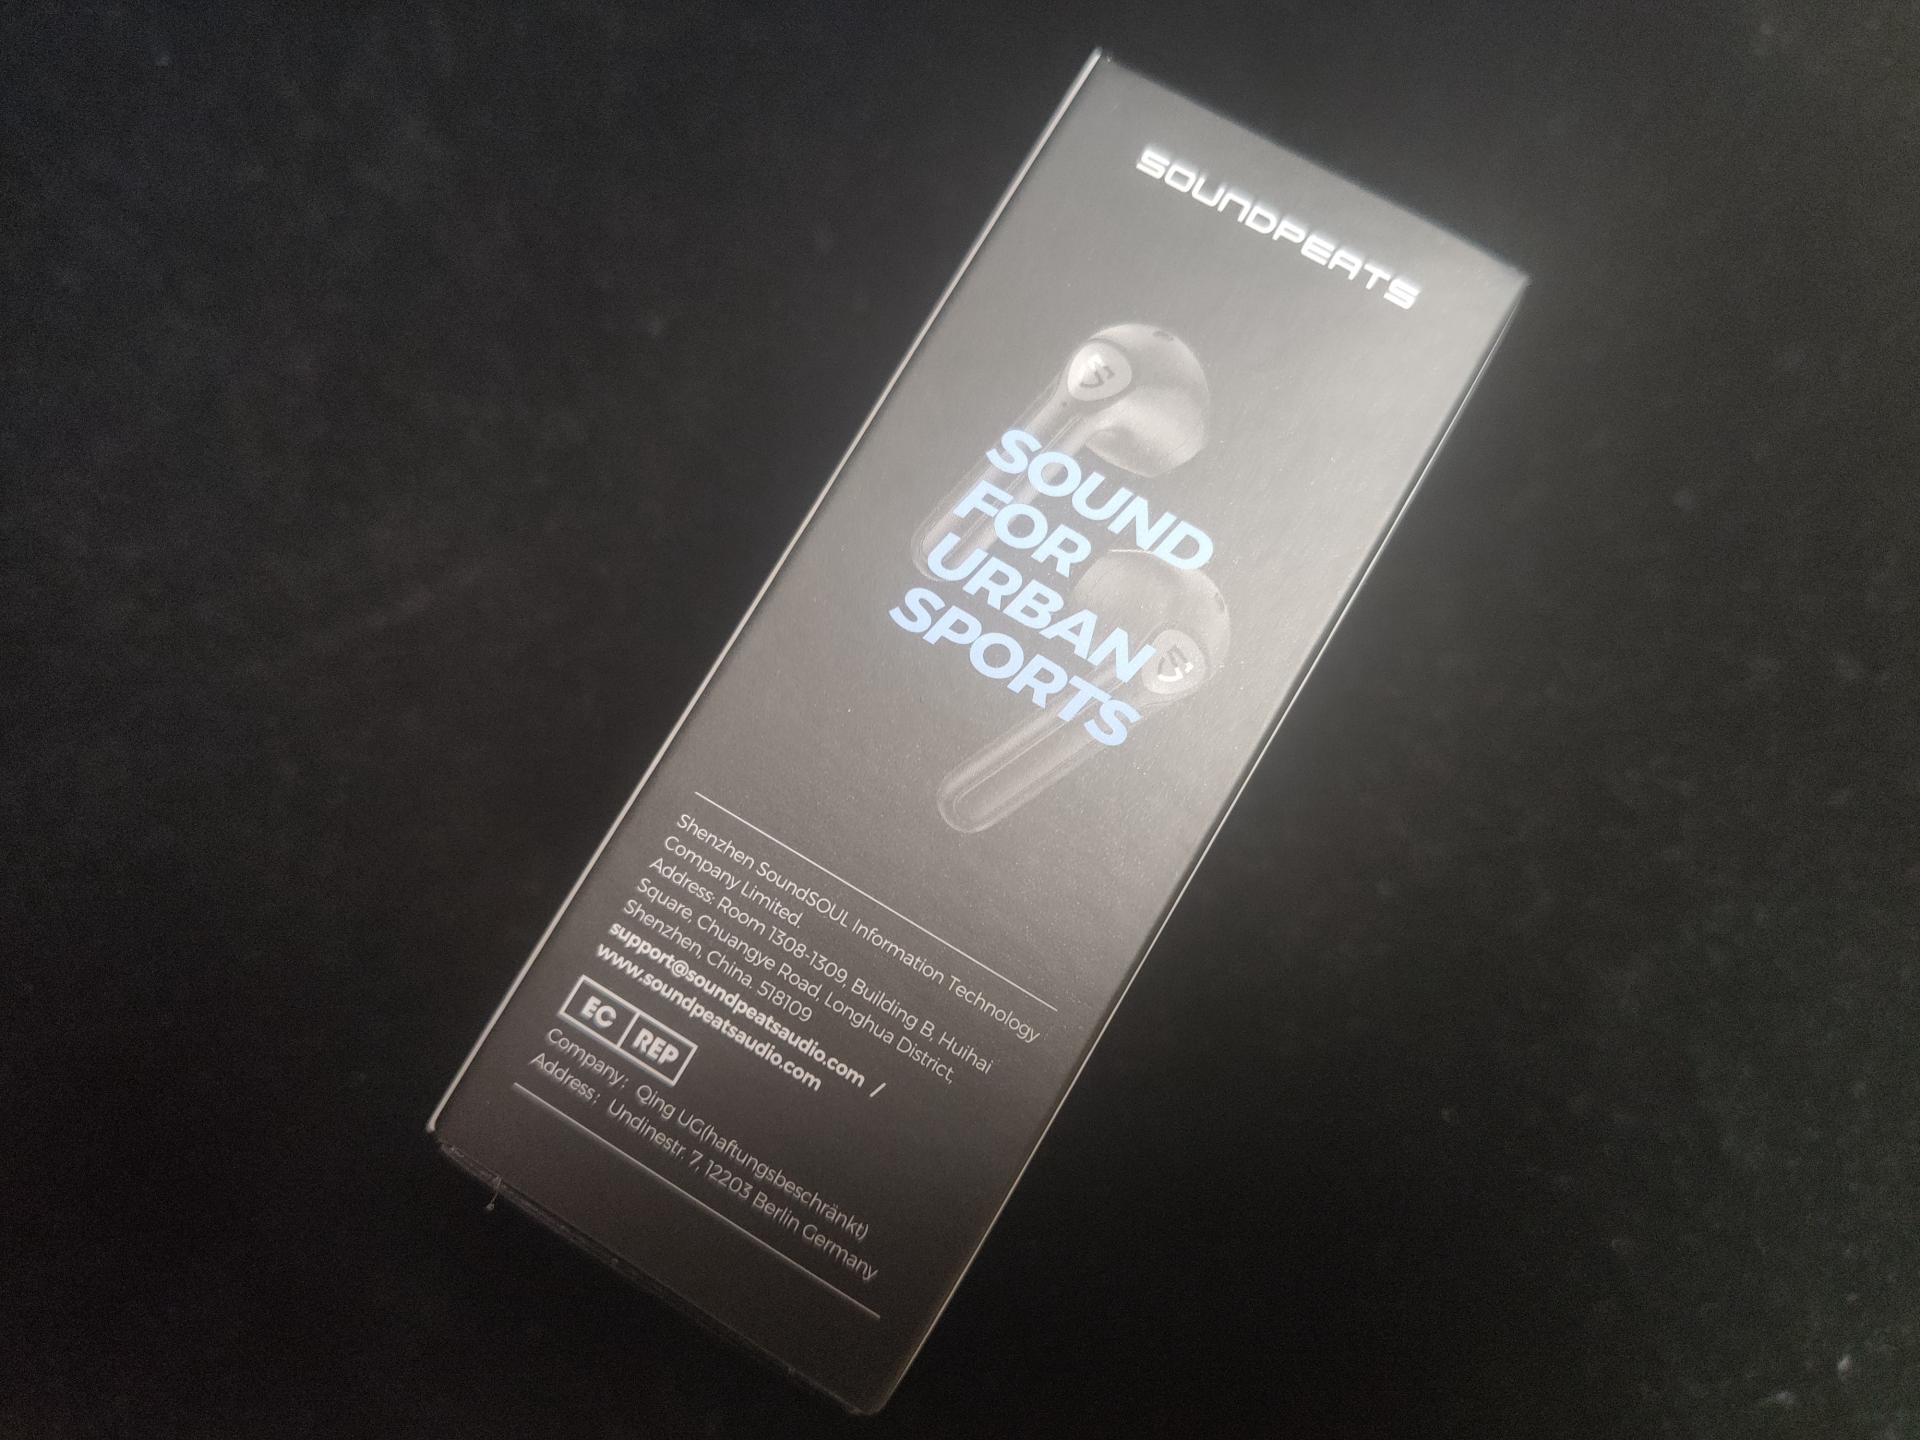 SOUNDPEATS
SOUND
FOR
URBAN
SPORTS
Shenzhen SoundSOUL Information Technology
Company Limited.
Address: Room 1308-1309, Building B, Huihai
Square, Chuangye Road, Longhua District,
Shenzhen, China. 518109
support@soundpeatsaudio.com /
www.soundpeatsaudio.com
EC REP
Company: Qing UG(haftungsbeschränkt)
Address: Undinestr. 7, 12203 Berlin Germany